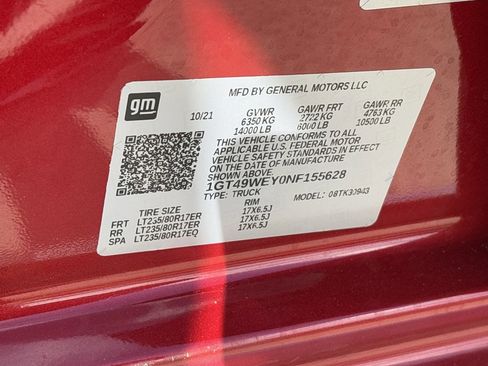 gm
MFD BY GENERAL MOTORS LLC
10/21 GVWR GAWR FRT GAWR RR
6350 KG 2722 KG 4763 KG
14000 LB 6000 LB 10500 LB
THIS VEHICLE CONFORMS TO ALL
APPLICABLE U.S. FEDERAL MOTOR
VEHICLE SAFETY STANDARDS IN EFFECT
ON THE DATE OF MANUFACTURE
SHOWN ABOVE.
1GT49WEY0NF155628
TYPE: TRUCK MODEL:
TIRE SIZE RIM
FRT LT235/80R17ER 17X6.5J
RR LT235/80R17ER 17X6.5J
SPA LT235/80R17EQ 17X6.5J